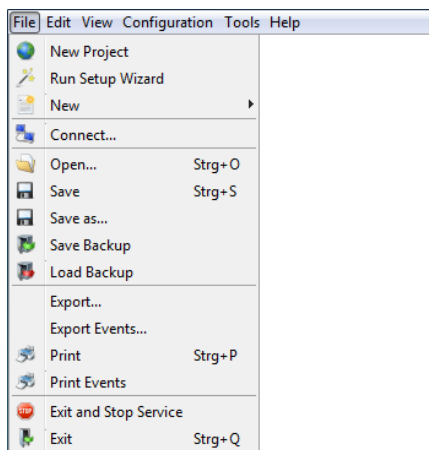 File Edit View Configuration Tools Help
New Project
Run Setup Wizard
New
Connect...
Open... Strg+O
Save Strg+S
Save as...
Save Backup
Load Backup
Export...
Export Events...
Print Strg+P
Print Events
STOP Exit and Stop Service
Exit Strg+Q